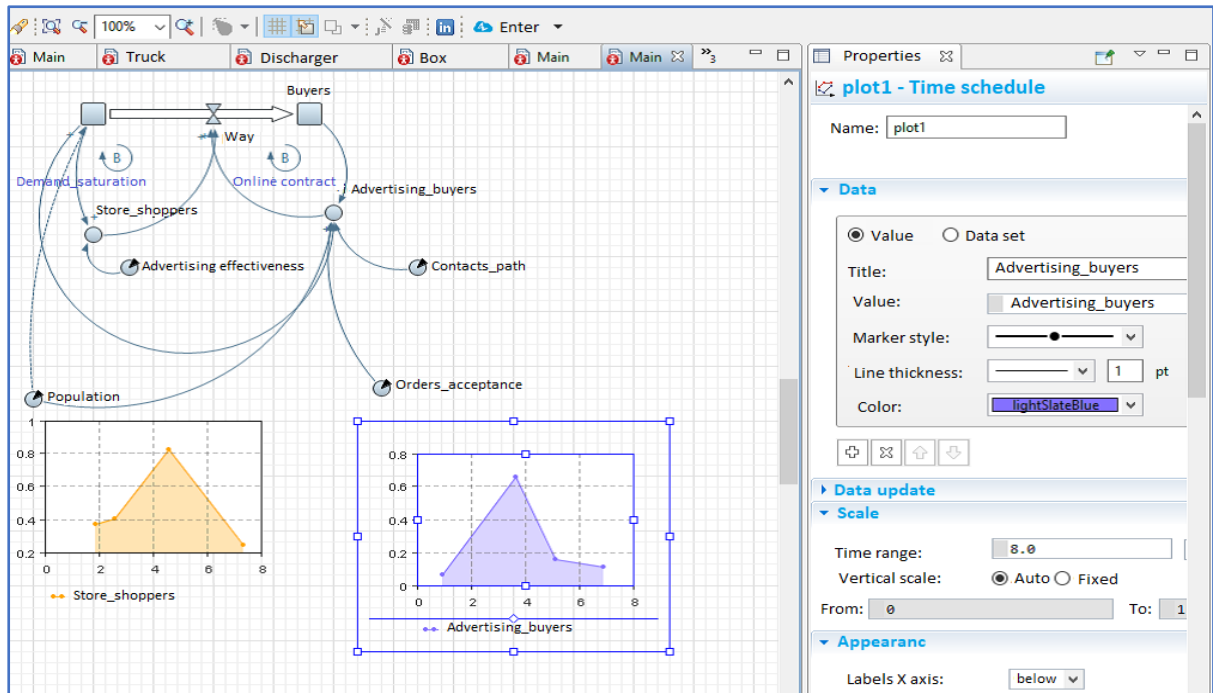 100%
in
Enter
Main
Truck
Discharger
Box
Main
Main
»3
Properties
plot1 - Time schedule
Name: plot1
Data
Value Data set
Title: Advertising_buyers
Value: Advertising_buyers
Marker style:
Line thickness: 1 pt
Color: lightSlateBlue
Data update
Scale
Time range: 8.0
Vertical scale: Auto Fixed
From: 0 To: 1
Appearanc
Labels X axis: below
Buyers
Way
B
B
Demand_saturation
Online contract
Advertising_buyers
Store_shoppers
Advertising effectiveness
Contacts_path
Orders_acceptance
Population
1
0.8
0.6
0.4
0.2
0 2 4 6 8
Store_shoppers
0.8
0.6
0.4
0.2
0
0 2 4 6 8
Advertising_buyers